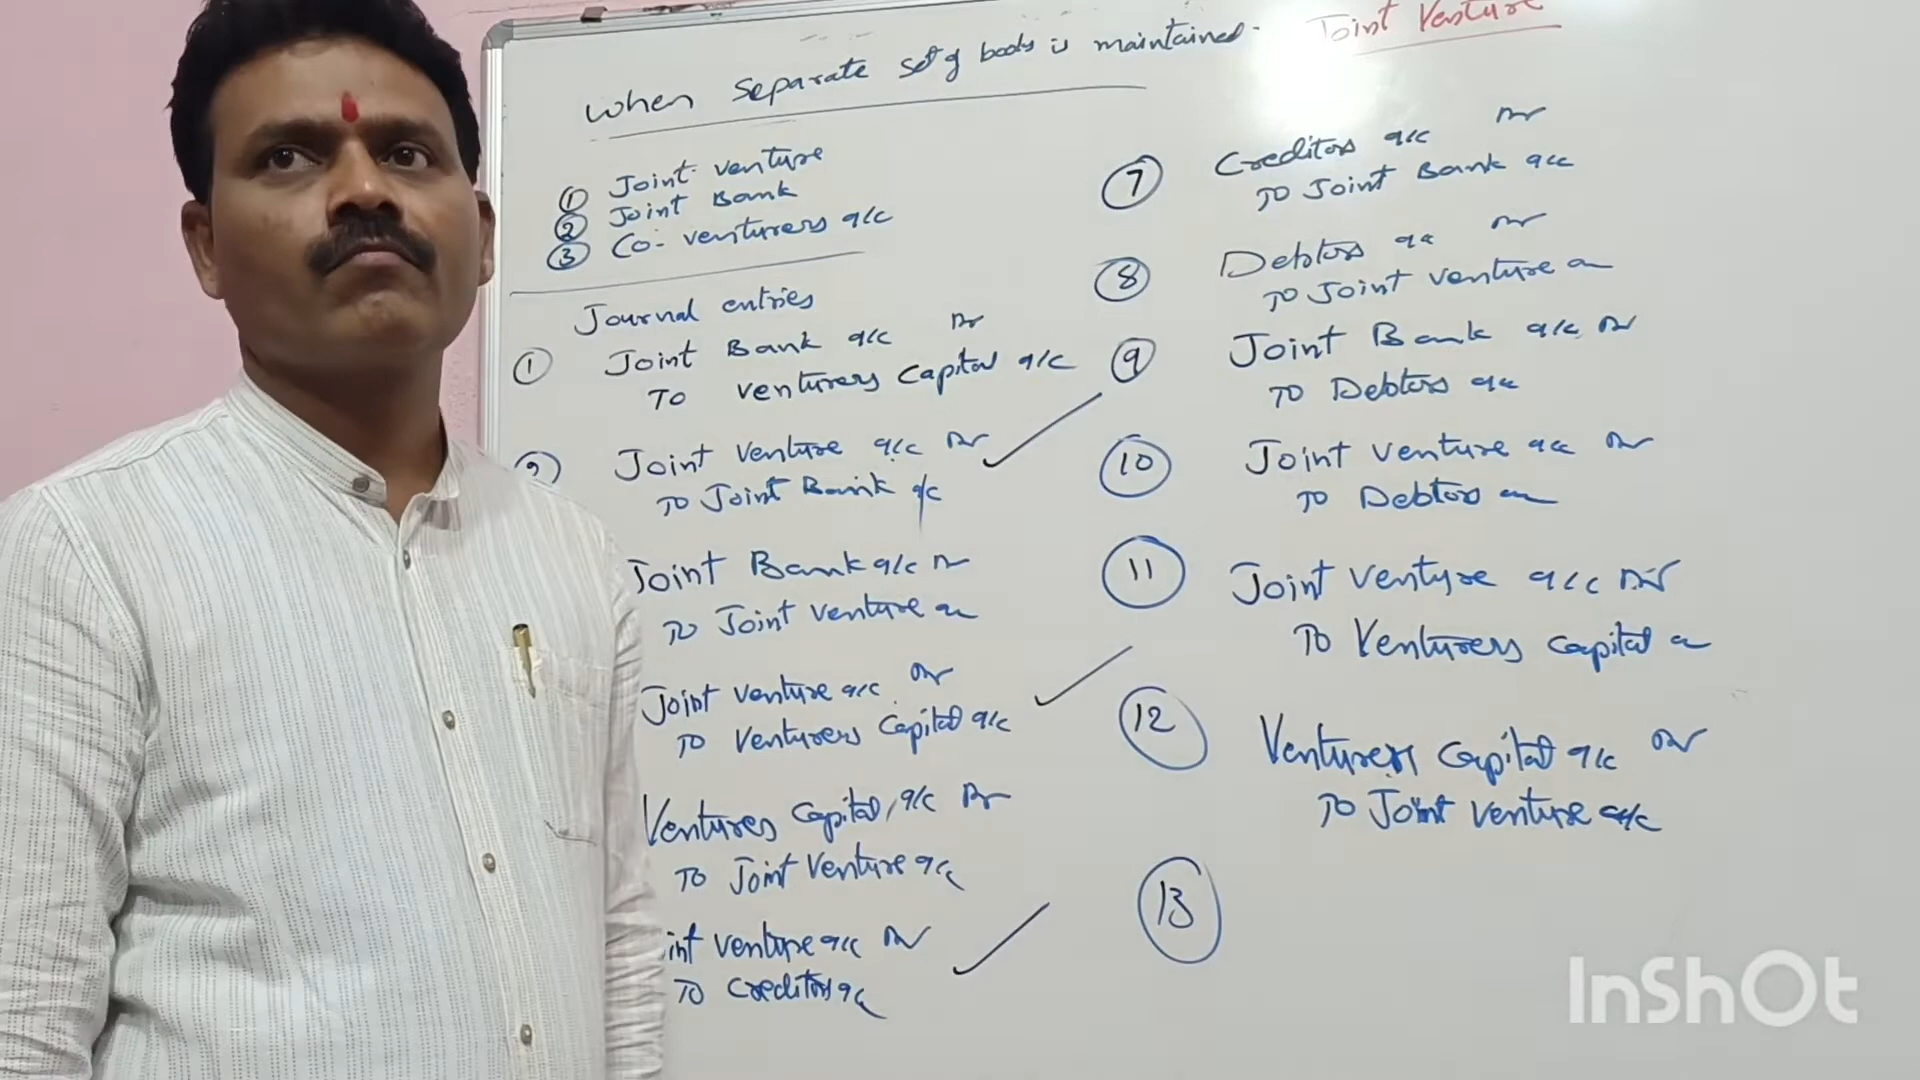 Joint Venture
When Separate set of books is maintained.
① Joint venture
② Joint Bank
③ Co-venturers a/c
Journal entries
① Joint Bank a/c Dr
To venturers Capital a/c
2 Joint Venture a/c Dr
To Joint Bank a/c
Joint Bank a/c Dr
To Joint venture a/c
Joint venture a/c Dr
To Venturers Capital a/c
Ventures Capital a/c Dr
To Joint Venture a/c
int venture a/c Dr
To Creditors a/c
⑦ Creditors a/c Dr
To Joint Bank a/c
⑧ Debtors a/c Dr
To Joint venture a/c
⑨ Joint Bank a/c Dr
To Debtors a/c
⑩ Joint venture a/c Dr
To Debtors a/c
⑪ Joint venture a/c Dr
To Venturers Capital a/c
⑫ Venturers Capital a/c Dr
To Joint venture a/c
⑬
InShOt